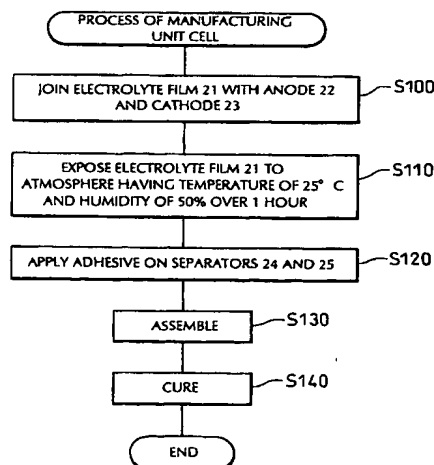 PROCESS OF MANUFACTURING
UNIT CELL
JOIN ELECTROLYTE FILM 21 WITH ANODE 22
AND CATHODE 23
S100
EXPOSE ELECTROLYTE FILM 21 TO
ATMOSPHERE HAVING TEMPERATURE OF 25° C
AND HUMIDITY OF 50% OVER 1 HOUR
S110
APPLY ADHESIVE ON SEPARATORS 24 AND 25
S120
ASSEMBLE
S130
CURE
S140
END